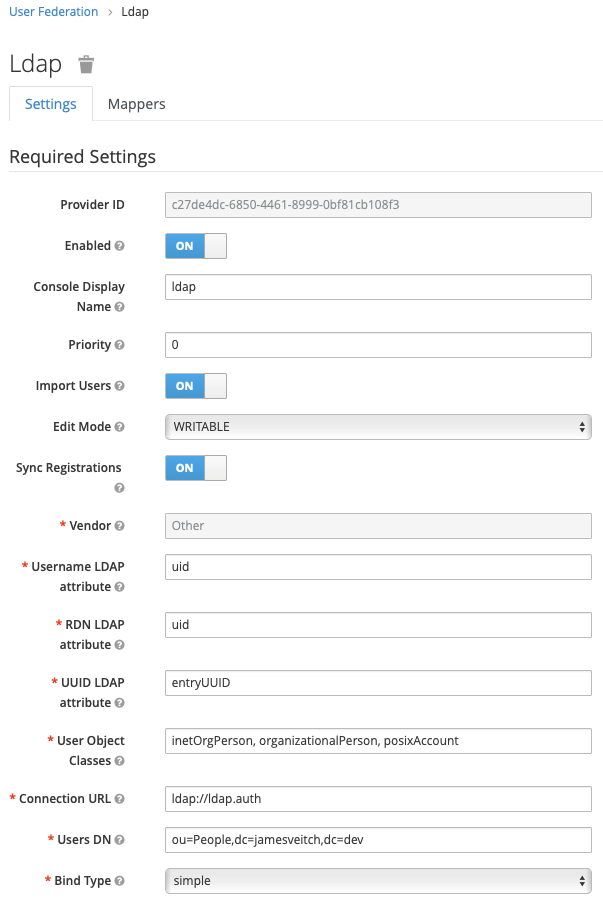 User Federation › Ldap
Ldap
Settings Mappers
Required Settings
Provider ID c27de4dc-6850-4461-8999-0bf81cb108f3
Enabled ? ON
Console Display
Name ? ldap
Priority ? 0
Import Users ? ON
Edit Mode ? WRITABLE
Sync Registrations
? ON
* Vendor ? Other
* Username LDAP
attribute ? uid
* RDN LDAP
attribute ? uid
* UUID LDAP
attribute ? entryUUID
* User Object
Classes ? inetOrgPerson, organizationalPerson, posixAccount
* Connection URL ? ldap://ldap.auth
* Users DN ? ou=People,dc=jamesveitch,dc=dev
* Bind Type ? simple